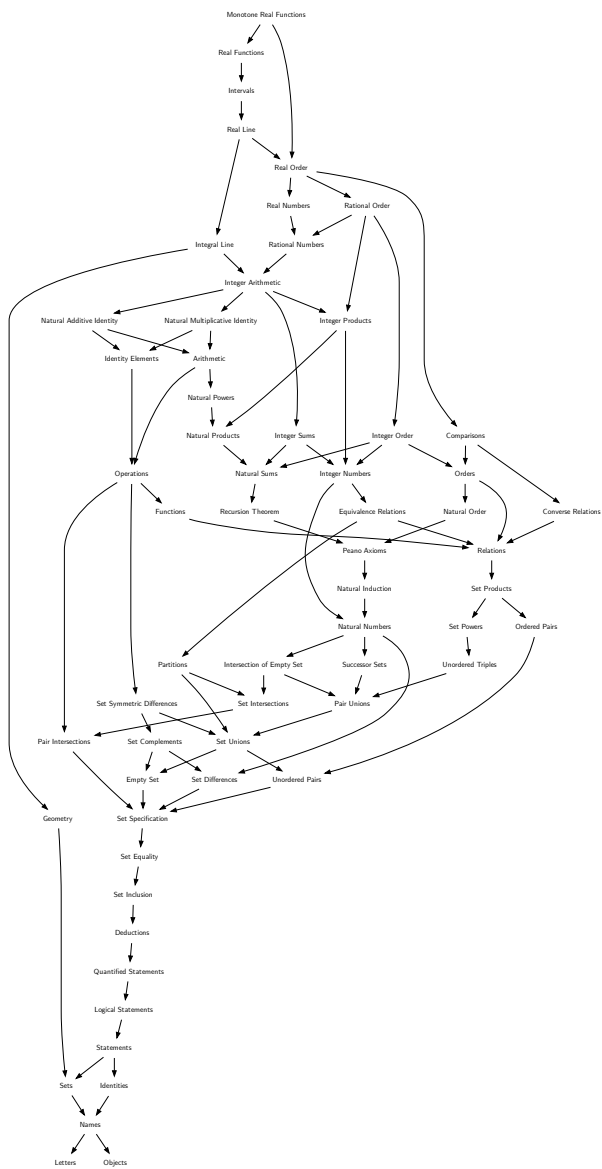 Monotone Real Functions
Real Functions
Intervals
Real Line
Real Order
Real Numbers
Rational Order
Integral Line
Rational Numbers
Integer Arithmetic
Natural Additive Identity
Natural Multiplicative Identity
Integer Products
Identity Elements
Arithmetic
Natural Powers
Natural Products
Integer Sums
Integer Order
Comparisons
Operations
Natural Sums
Integer Numbers
Orders
Functions
Recursion Theorem
Equivalence Relations
Natural Order
Converse Relations
Peano Axioms
Relations
Natural Induction
Set Products
Natural Numbers
Set Powers
Ordered Pairs
Partitions
Intersection of Empty Set
Successor Sets
Unordered Triples
Set Symmetric Differences
Set Intersections
Pair Unions
Pair Intersections
Set Complements
Set Unions
Empty Set
Set Differences
Unordered Pairs
Geometry
Set Specification
Set Equality
Set Inclusion
Deductions
Quantified Statements
Logical Statements
Statements
Sets
Identities
Names
Letters
Objects